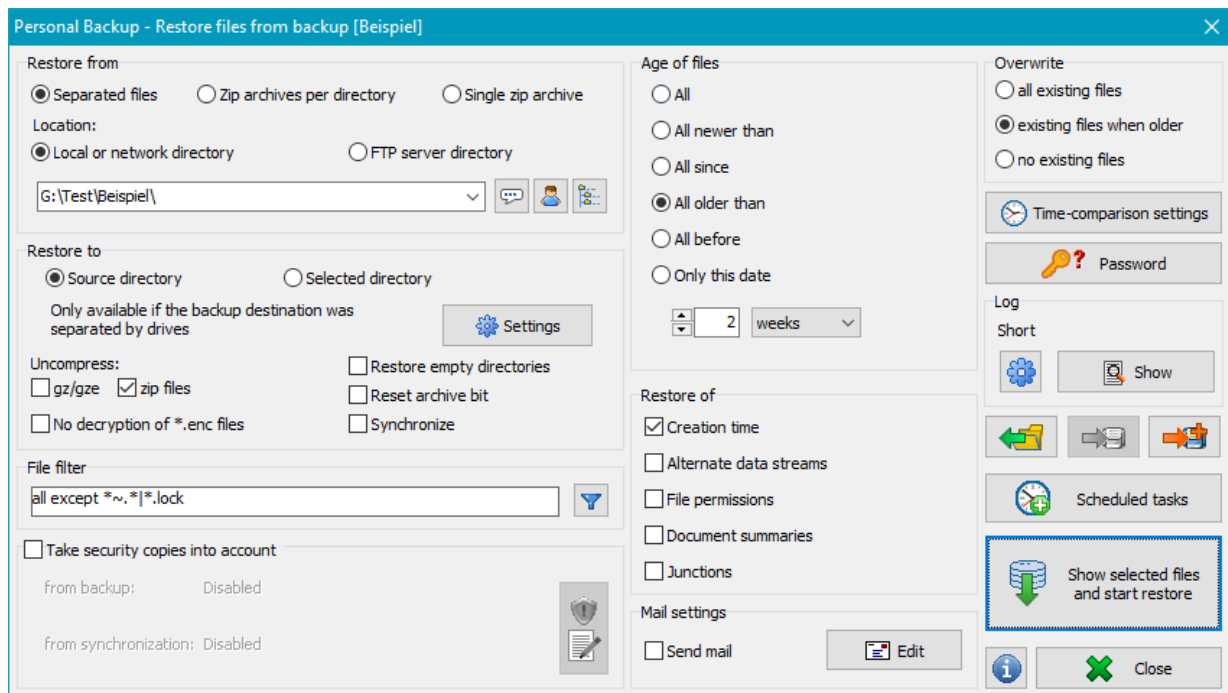 Personal Backup - Restore files from backup [Beispiel]
Restore from
Separated files
Zip archives per directory
Single zip archive
Location:
Local or network directory
FTP server directory
G:\Test\Beispiel\
Restore to
Source directory
Selected directory
Only available if the backup destination was
separated by drives
Settings
Uncompress:
gz/gze
zip files
No decryption of *.enc files
Restore empty directories
Reset archive bit
Synchronize
File filter
all except *~.*|*.lock
Take security copies into account
from backup:
Disabled
from synchronization:
Disabled
Age of files
All
All newer than
All since
All older than
All before
Only this date
2
weeks
Restore of
Creation time
Alternate data streams
File permissions
Document summaries
Junctions
Mail settings
Send mail
Edit
Overwrite
all existing files
existing files when older
no existing files
Time-comparison settings
? Password
Log
Short
Show
Scheduled tasks
Show selected files
and start restore
Close